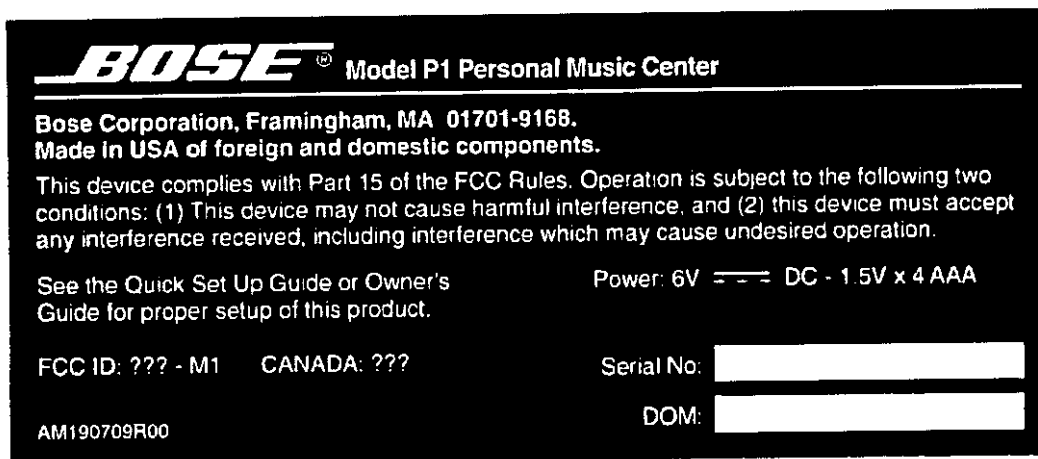 BOSE® Model P1 Personal Music Center
Bose Corporation, Framingham, MA 01701-9168.
Made in USA of foreign and domestic components.
This device complies with Part 15 of the FCC Rules. Operation is subject to the following two
conditions: (1) This device may not cause harmful interference, and (2) this device must accept
any interference received, including interference which may cause undesired operation.
See the Quick Set Up Guide or Owner's
Guide for proper setup of this product.
Power: 6V ⎓ DC - 1.5V x 4 AAA
FCC ID: ??? - M1 CANADA: ???
Serial No:
DOM:
AM190709R00